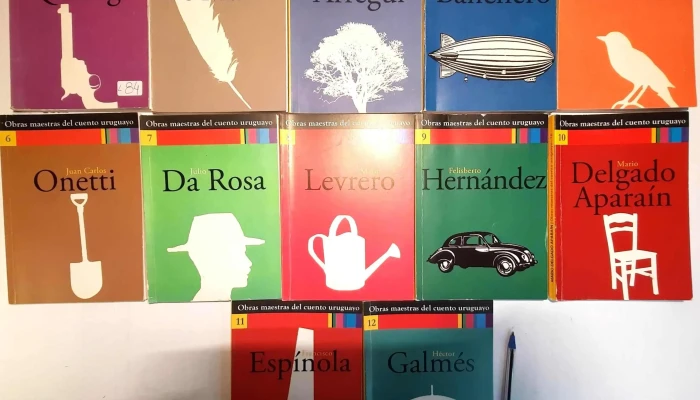 Arregui
Banchero
L84
Obras maestras del cuento uruguayo
6
Juan Carlos
Onetti
Obras maestras del cuento uruguayo
7
Julio
Da Rosa
Obras maestras del cuento uruguayo
Levrero
Obras maestras del cuento uruguayo
9
Felisberto
Hernández
Obras maestras del cuento uruguayo
10
Mario
Delgado
Aparaín
Obras maestras del cuento uruguayo
11
Francisco
Espínola
Obras maestras del cuento uruguayo
12
Héctor
Galmés